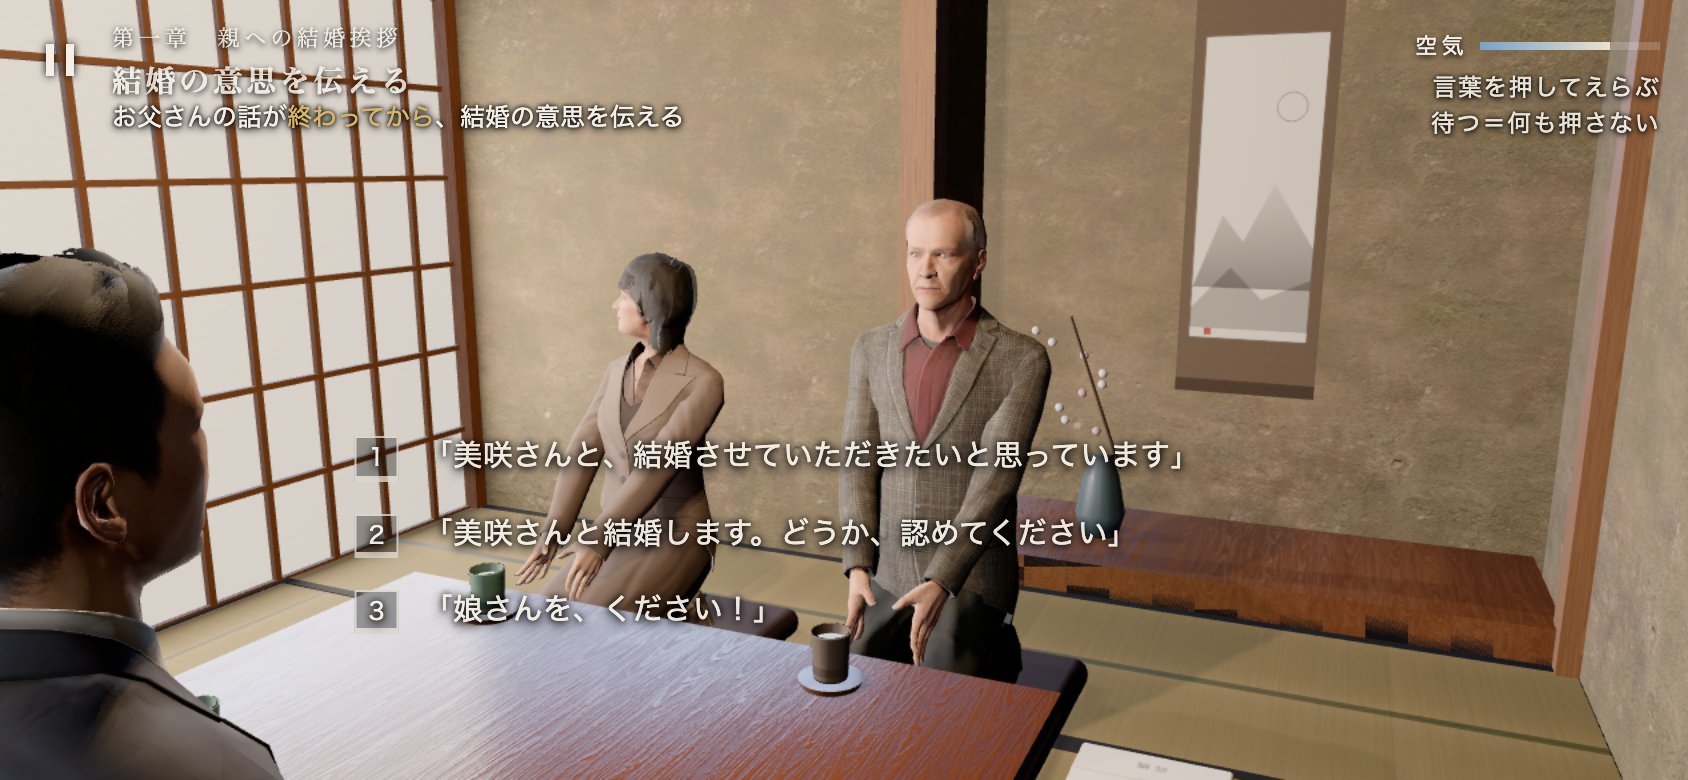 第一章 親への結婚挨拶
結婚の意思を伝える
お父さんの話が終わってから、結婚の意思を伝える
空気
言葉を押してえらぶ
待つ＝何も押さない
1 「美咲さんと、結婚させていただきたいと思っています」
2 「美咲さんと結婚します。どうか、認めてください」
3 「娘さんを、ください！」